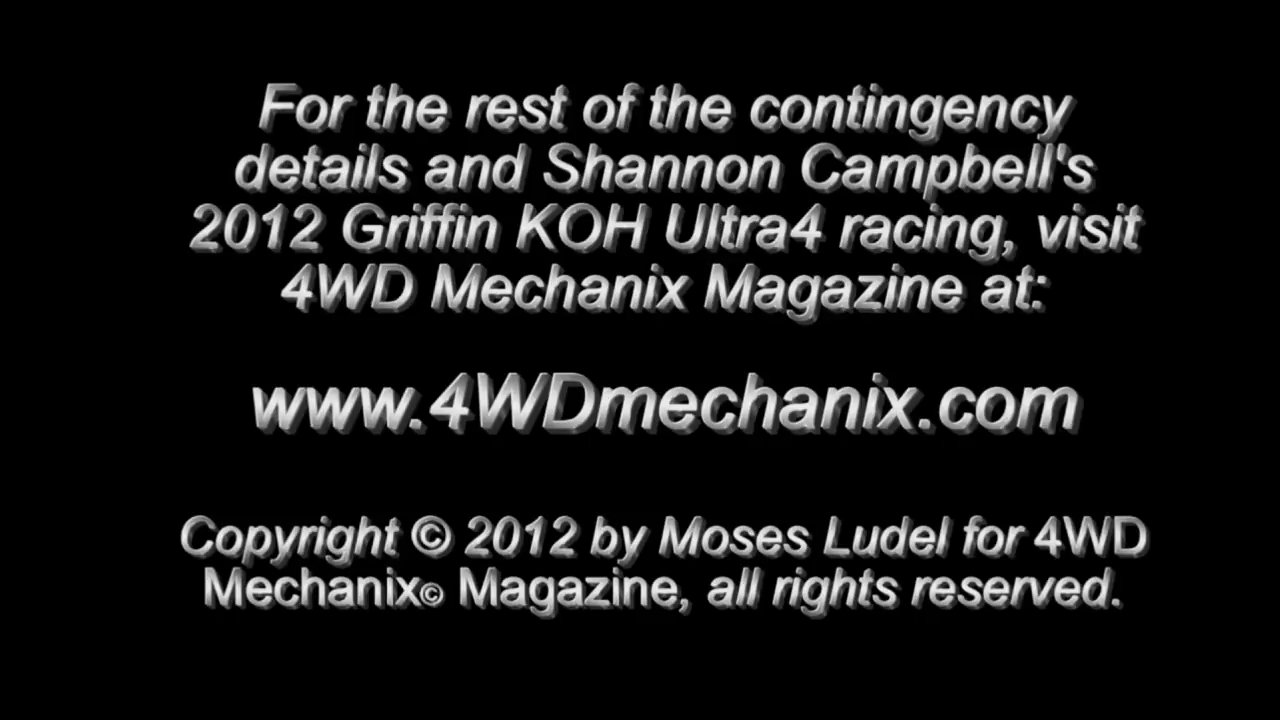 For the rest of the contingency
details and Shannon Campbell's
2012 Griffin KOH Ultra4 racing, visit
4WD Mechanix Magazine at:
www.4WDmechanix.com
Copyright © 2012 by Moses Ludel for 4WD
Mechanix© Magazine, all rights reserved.